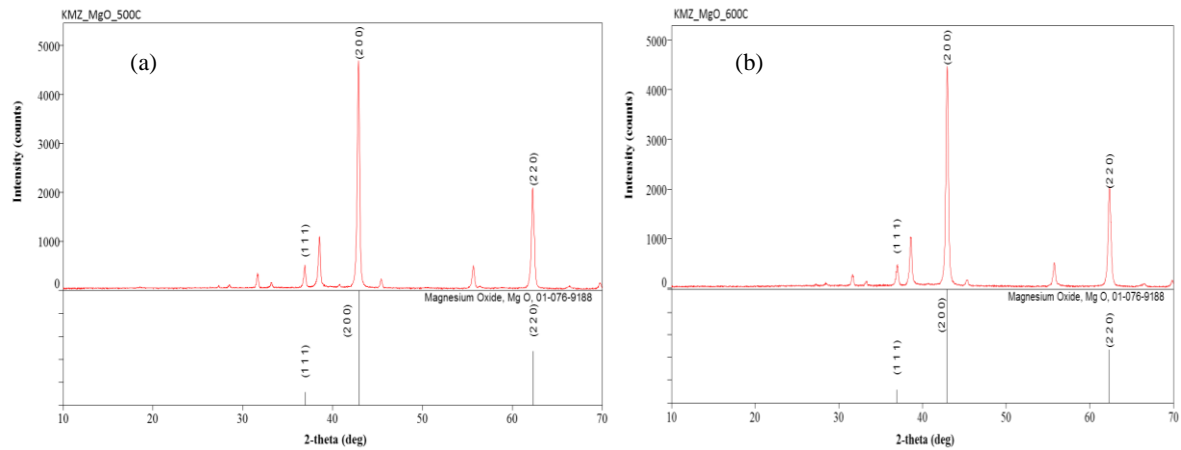 KMZ_MgO_500C
(a)
Intensity (counts)
5000
4000
3000
2000
1000
0
(1 1 1)
(2 0 0)
(2 2 0)
Magnesium Oxide, Mg O, 01-076-9188
(1 1 1)
(2 0 0)
(2 2 0)
10 20 30 40 50 60 70
2-theta (deg)
KMZ_MgO_600C
(b)
Intensity (counts)
5000
4000
3000
2000
1000
0
(1 1 1)
(2 0 0)
(2 2 0)
Magnesium Oxide, Mg O, 01-076-9188
(1 1 1)
(2 0 0)
(2 2 0)
10 20 30 40 50 60 70
2-theta (deg)